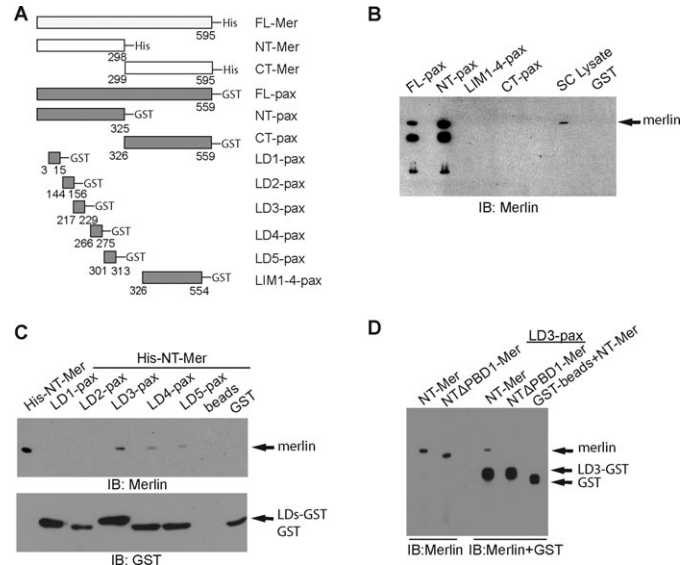 A
His
FL-Mer
595
His
NT-Mer
298
His
CT-Mer
299 595
GST
FL-pax
559
GST
NT-pax
325
GST
CT-pax
326 559
GST
LD1-pax
3 15
GST
LD2-pax
144 156
GST
LD3-pax
217 229
GST
LD4-pax
266 275
GST
LD5-pax
301 313
GST
LIM1-4-pax
326 554
B
FL-pax
NT-pax
LIM1-4-pax
CT-pax
SC Lysate
GST
merlin
IB: Merlin
C
His-NT-Mer
His-NT-Mer
LD1-pax
LD2-pax
LD3-pax
LD4-pax
LD5-pax
beads
GST
merlin
IB: Merlin
LDs-GST
GST
IB: GST
D
LD3-pax
NT-Mer
NTΔPBD1-Mer
NT-Mer
NTΔPBD1-Mer
GST-beads+NT-Mer
merlin
LD3-GST
GST
IB:Merlin
IB:Merlin+GST